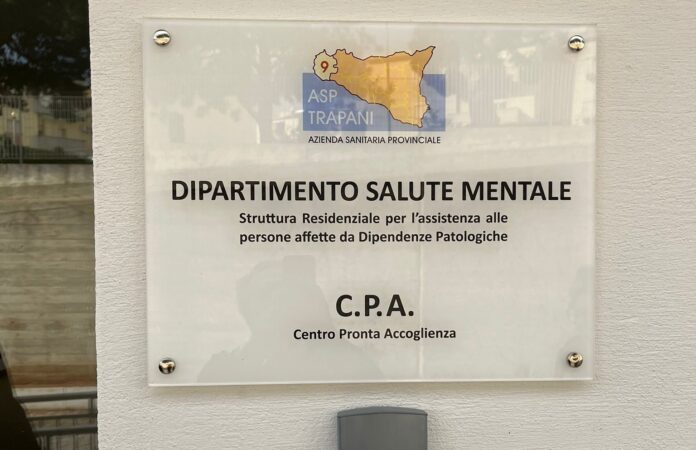 9
ASP
TRAPANI
AZIENDA SANITARIA PROVINCIALE
DIPARTIMENTO SALUTE MENTALE
Struttura Residenziale per l'assistenza alle
persone affette da Dipendenze Patologiche
C.P.A.
Centro Pronta Accoglienza